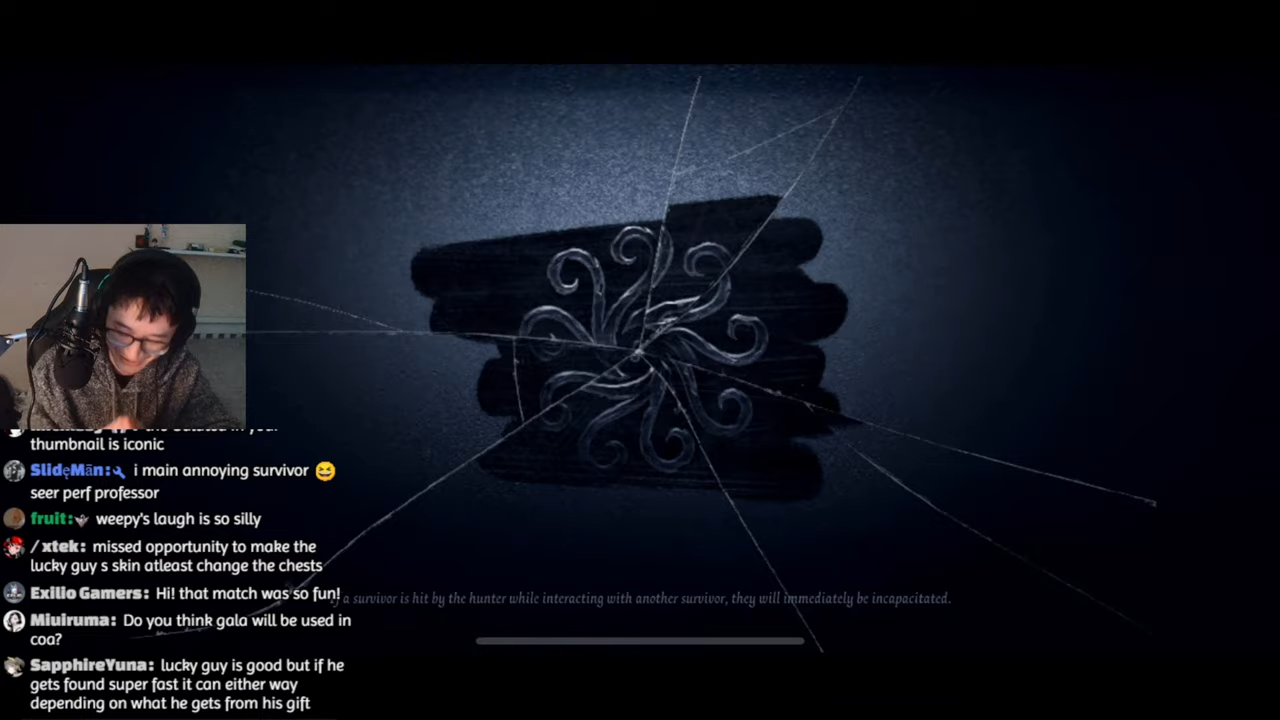 thumbnail is iconic
SlideMān: i main annoying survivor 😆
seer perf professor
fruit: weepy's laugh is so silly
/ xtek: missed opportunity to make the
lucky guy s skin atleast change the chests
Exilio Gamers: Hi! that match was so fun!
Miuiruma: Do you think gala will be used in
coa?
SapphireYuna: lucky guy is good but if he
gets found super fast it can either way
depending on what he gets from his gift
a survivor is hit by the hunter while interacting with another survivor, they will immediately be incapacitated.